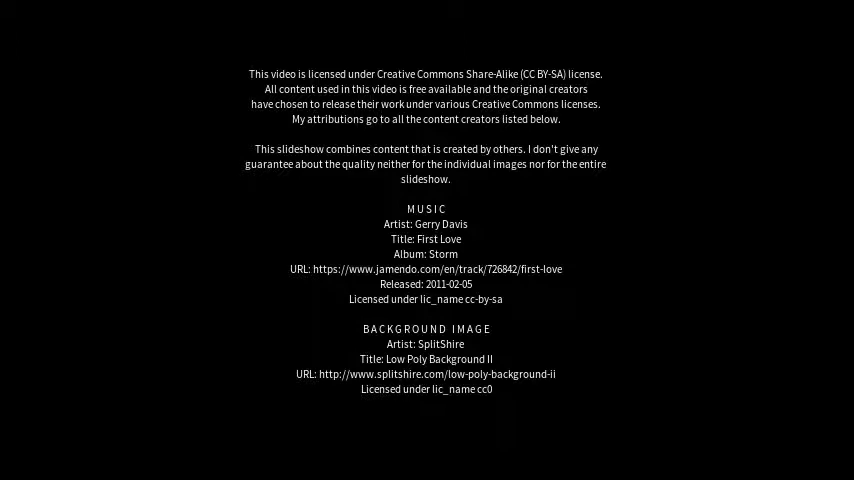 This video is licensed under Creative Commons Share-Alike (CC BY-SA) license.
All content used in this video is free available and the original creators
have chosen to release their work under various Creative Commons licenses.
My attributions go to all the content creators listed below.
This slideshow combines content that is created by others. I don't give any
guarantee about the quality neither for the individual images nor for the entire
slideshow.
MUSIC
Artist: Gerry Davis
Title: First Love
Album: Storm
URL: https://www.jamendo.com/en/track/726842/first-love
Released: 2011-02-05
Licensed under lic_name cc-by-sa
BACKGROUND IMAGE
Artist: SplitShire
Title: Low Poly Background II
URL: http://www.splitshire.com/low-poly-background-ii
Licensed under lic_name cc0